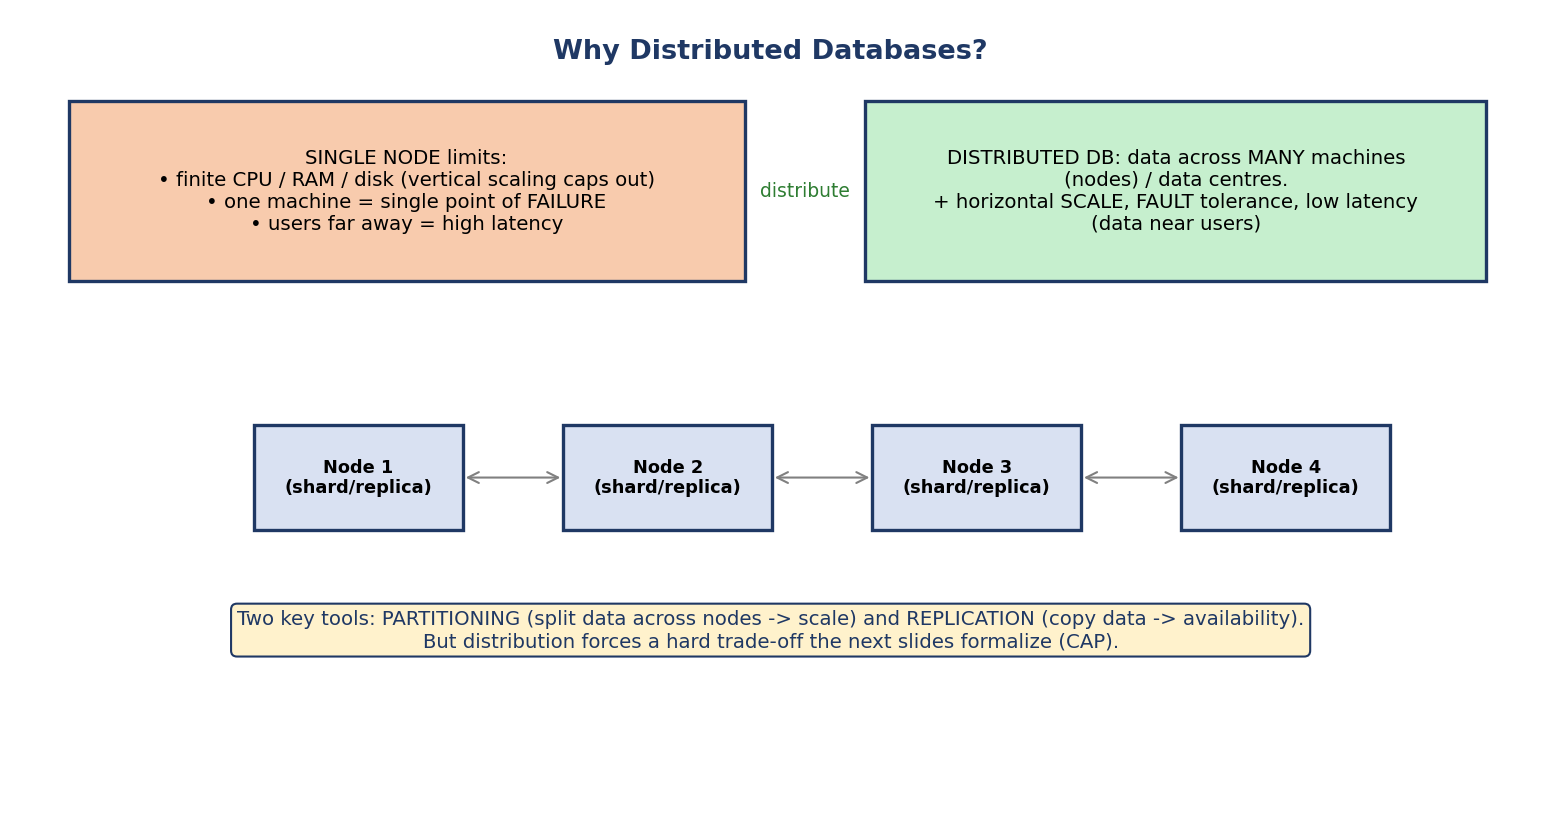 Why Distributed Databases?
SINGLE NODE limits:
• finite CPU / RAM / disk (vertical scaling caps out)
• one machine = single point of FAILURE
• users far away = high latency
distribute
DISTRIBUTED DB: data across MANY machines
(nodes) / data centres.
+ horizontal SCALE, FAULT tolerance, low latency
(data near users)
Node 1
(shard/replica)
Node 2
(shard/replica)
Node 3
(shard/replica)
Node 4
(shard/replica)
Two key tools: PARTITIONING (split data across nodes -> scale) and REPLICATION (copy data -> availability).
But distribution forces a hard trade-off the next slides formalize (CAP).